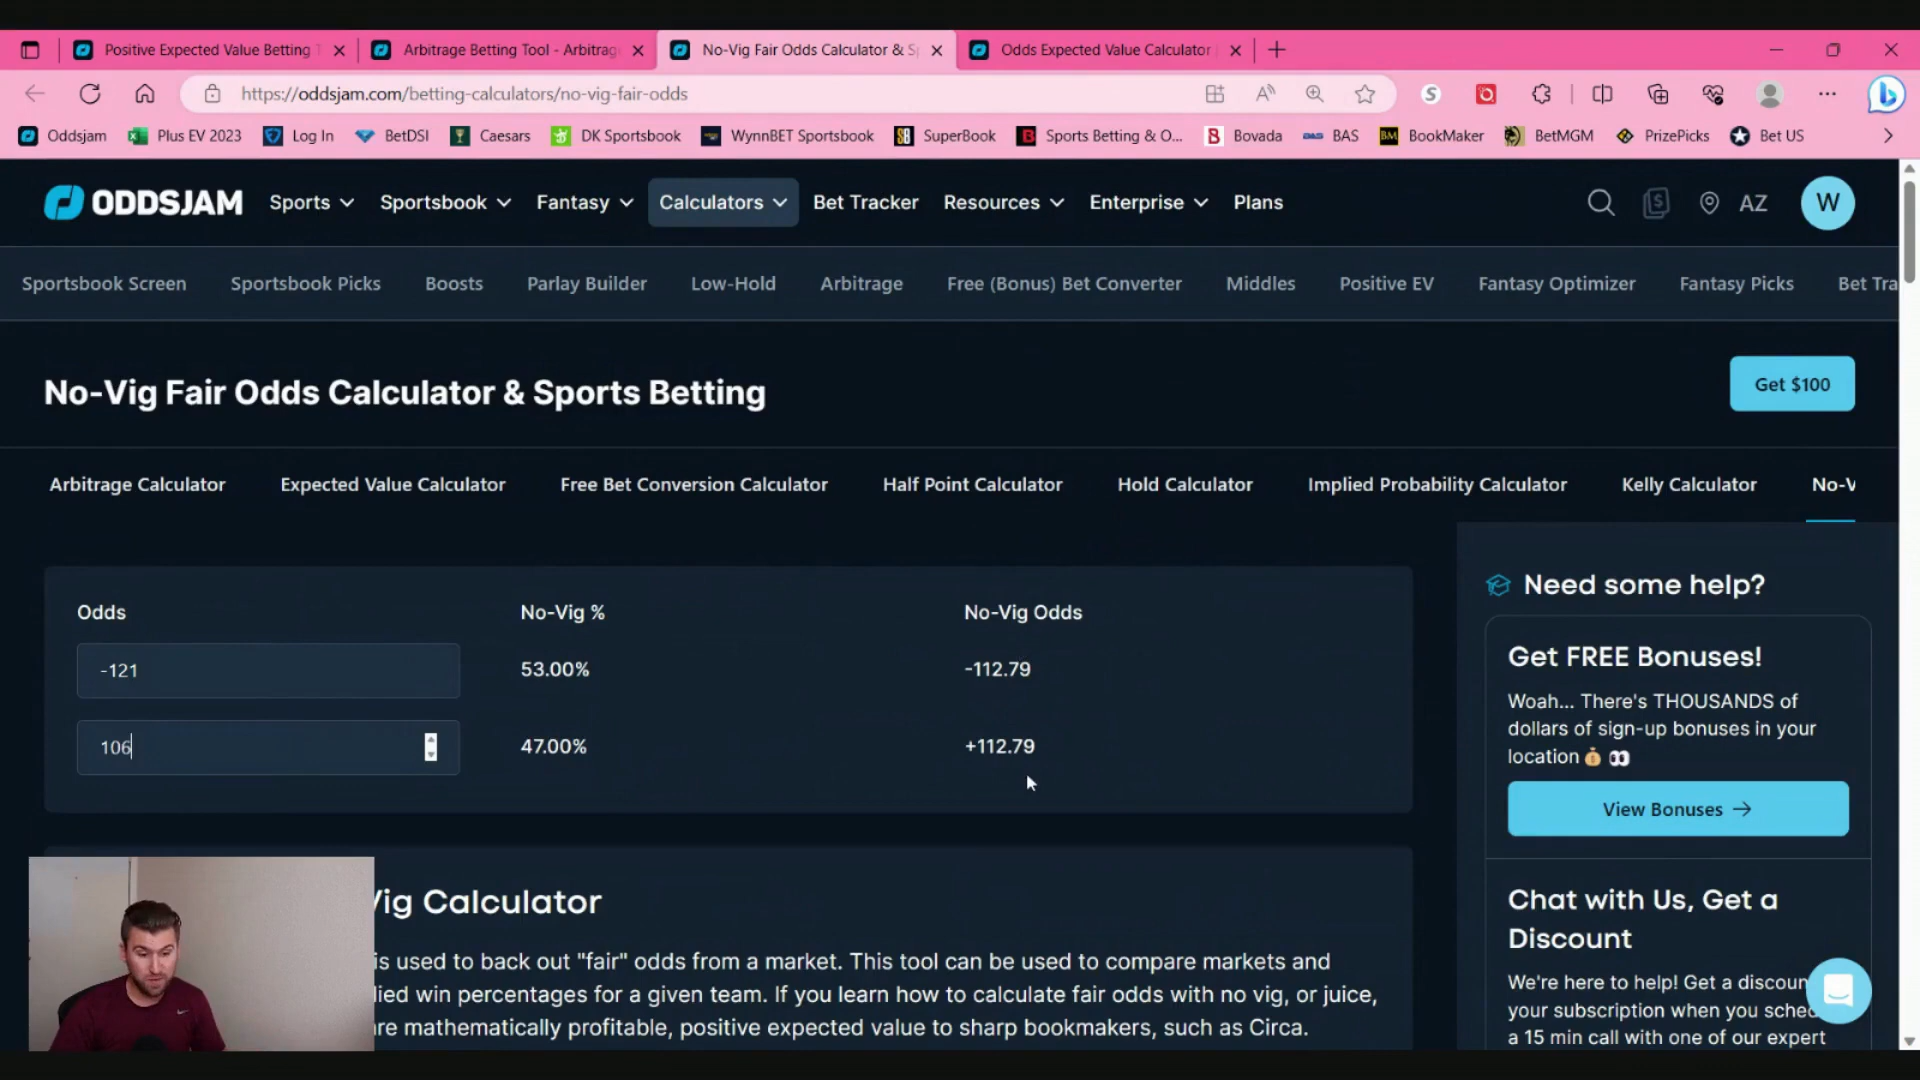 Positive Expected Value Betting
Arbitrage Betting Tool - Arbitrag
No-Vig Fair Odds Calculator & S
Odds Expected Value Calculator
https://oddsjam.com/betting-calculators/no-vig-fair-odds
Oddsjam Plus EV 2023 Log In BetDSI Caesars DK Sportsbook WynnBET Sportsbook SuperBook Sports Betting & O... Bovada BAS BookMaker BetMGM PrizePicks Bet US
ODDSJAM Sports Sportsbook Fantasy Calculators Bet Tracker Resources Enterprise Plans AZ W
Sportsbook Screen Sportsbook Picks Boosts Parlay Builder Low-Hold Arbitrage Free (Bonus) Bet Converter Middles Positive EV Fantasy Optimizer Fantasy Picks Bet Tra
No-Vig Fair Odds Calculator & Sports Betting
Get $100
Arbitrage Calculator Expected Value Calculator Free Bet Conversion Calculator Half Point Calculator Hold Calculator Implied Probability Calculator Kelly Calculator No-V
Odds No-Vig % No-Vig Odds
-121 53.00% -112.79
106 47.00% +112.79
Vig Calculator
is used to back out "fair" odds from a market. This tool can be used to compare markets and
lied win percentages for a given team. If you learn how to calculate fair odds with no vig, or juice,
re mathematically profitable, positive expected value to sharp bookmakers, such as Circa.
Need some help?
Get FREE Bonuses!
Woah... There's THOUSANDS of
dollars of sign-up bonuses in your
location
View Bonuses →
Chat with Us, Get a
Discount
We're here to help! Get a discoun
your subscription when you sche
a 15 min call with one of our expert